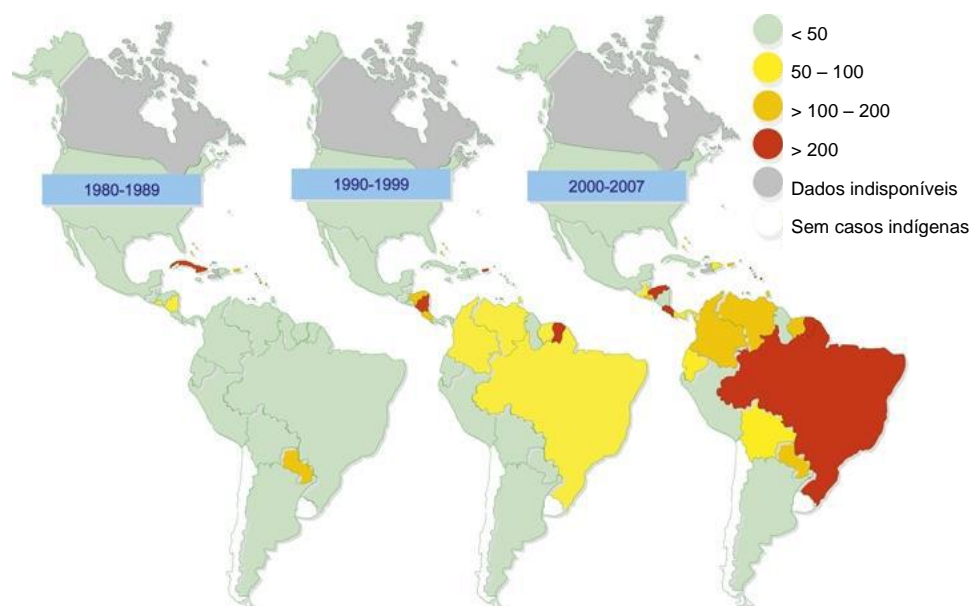 < 50
50 – 100
> 100 – 200
> 200
Dados indisponíveis
Sem casos indígenas
1980-1989
1990-1999
2000-2007